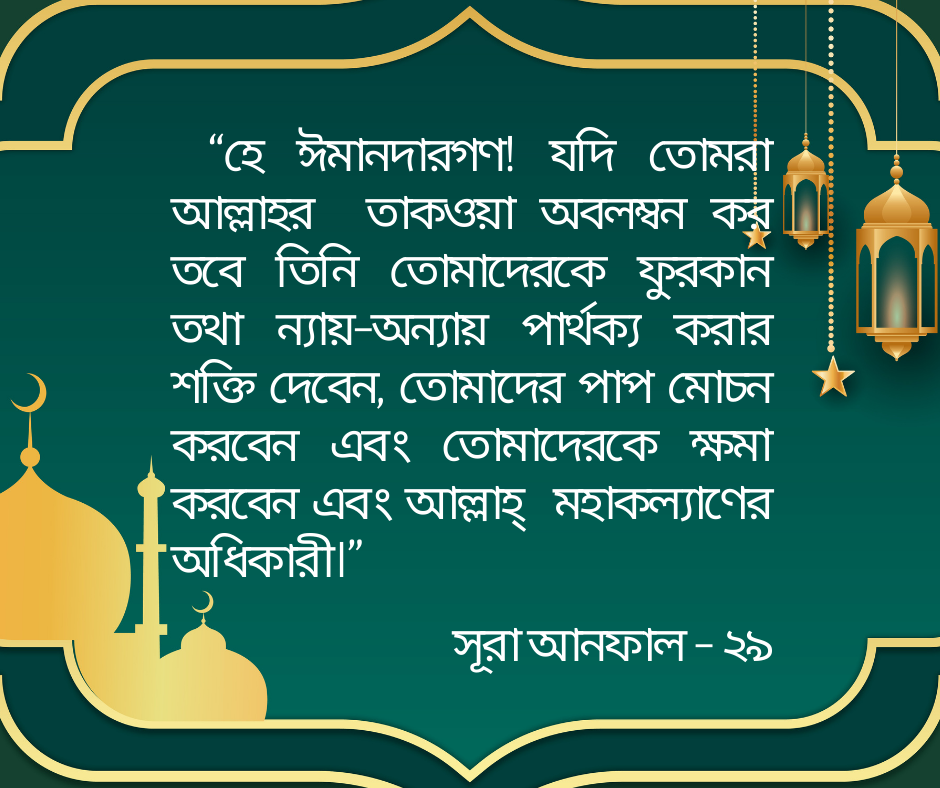 “হে ঈমানদারগণ! যদি তোমরা
আল্লাহর তাকওয়া অবলম্বন কর
তবে তিনি তোমাদেরকে ফুরকান
তথা ন্যায়-অন্যায় পার্থক্য করার
শক্তি দেবেন, তোমাদের পাপ মোচন
করবেন এবং তোমাদেরকে ক্ষমা
করবেন এবং আল্লাহ্ মহাকল্যাণের
অধিকারী।”
সূরা আনফাল - ২৯